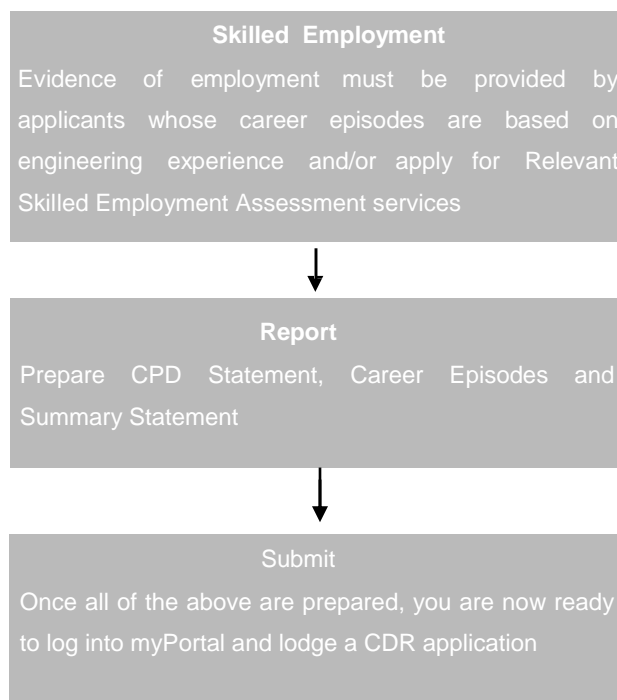 Skilled Employment
Evidence of employment must be provided by
applicants whose career episodes are based on
engineering experience and/or apply for Relevant
Skilled Employment Assessment services
Report
Prepare CPD Statement, Career Episodes and
Summary Statement
Submit
Once all of the above are prepared, you are now ready
to log into myPortal and lodge a CDR application